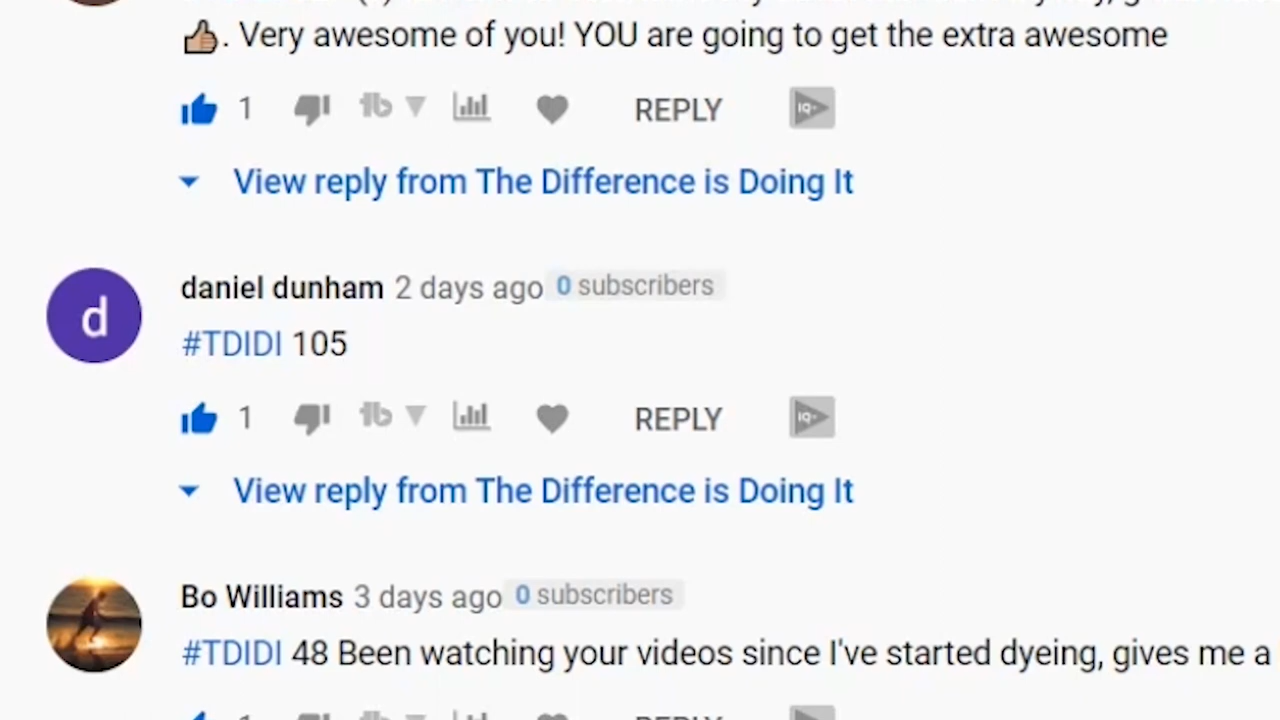 . Very awesome of you! YOU are going to get the extra awesome
1 REPLY IQ
View reply from The Difference is Doing It
d
daniel dunham 2 days ago 0 subscribers
#TDIDI 105
1 REPLY IQ
View reply from The Difference is Doing It
Bo Williams 3 days ago 0 subscribers
#TDIDI 48 Been watching your videos since I've started dyeing, gives me a